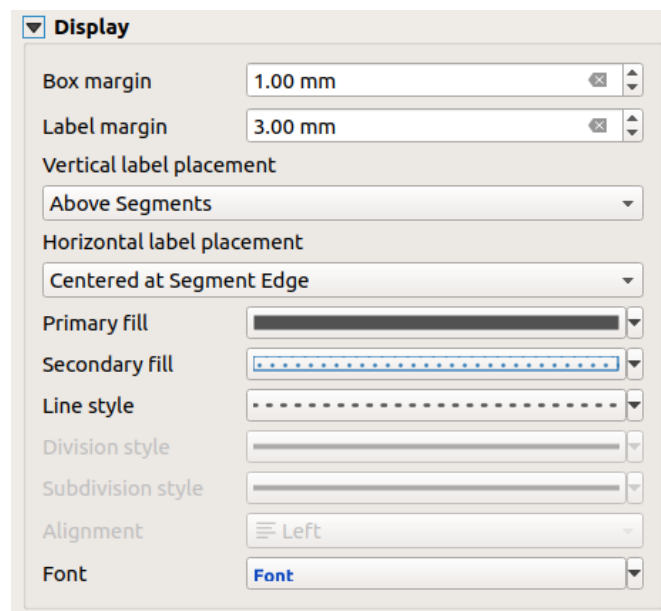 Display
Box margin 1.00 mm
Label margin 3.00 mm
Vertical label placement
Above Segments
Horizontal label placement
Centered at Segment Edge
Primary fill
Secondary fill
Line style
Division style
Subdivision style
Alignment Left
Font Font